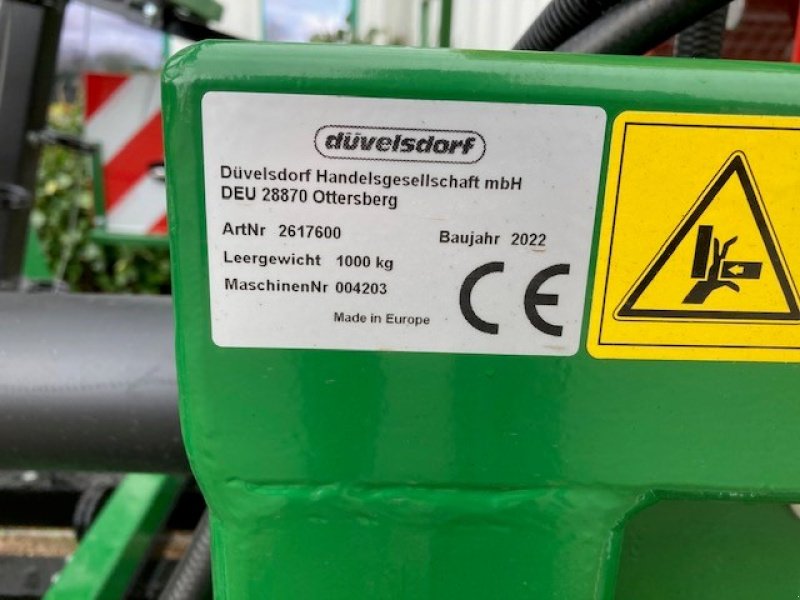 düvelsdorf
Düvelsdorf Handelsgesellschaft mbH
DEU 28870 Ottersberg
ArtNr 2617600
Baujahr 2022
Leergewicht 1000 kg
MaschinenNr 004203
Made in Europe
CE